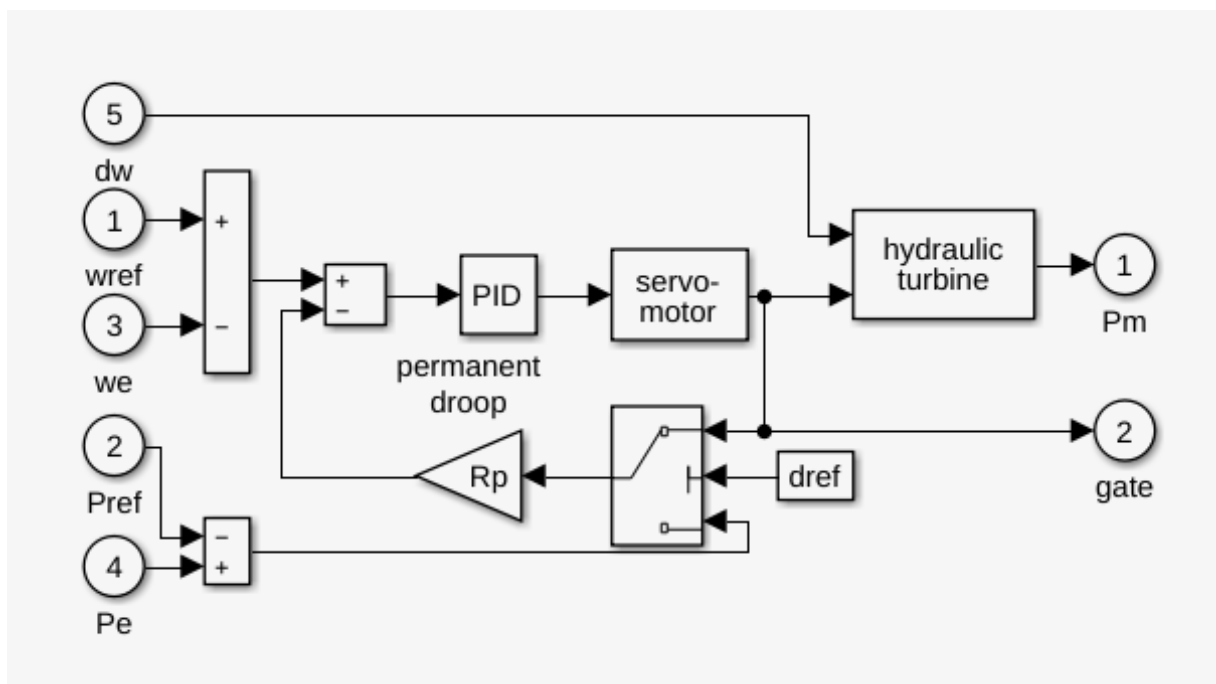 5
dw
1
wref
3
we
2
Pref
4
Pe
+
−
+
−
−
+
PID
permanent
droop
Rp
servo-
motor
dref
hydraulic
turbine
1
Pm
2
gate